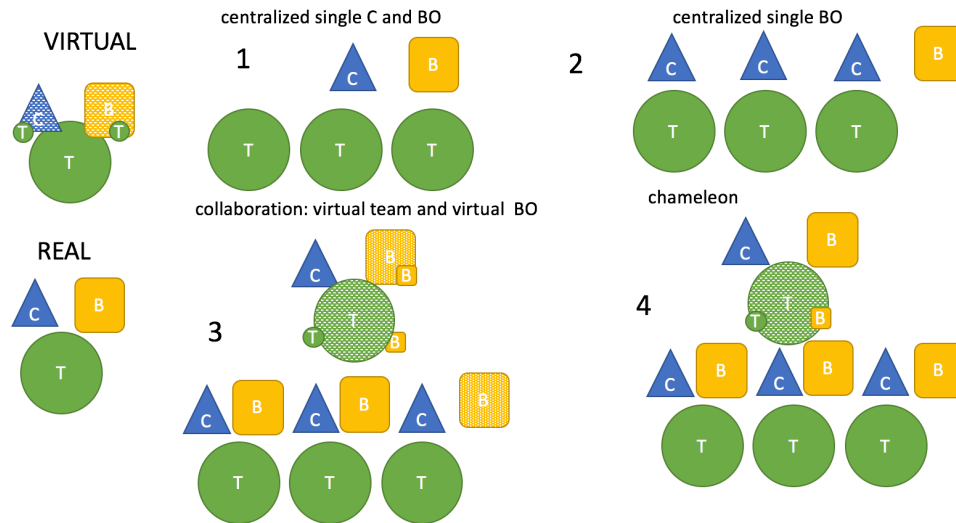 centralized single C and BO
centralized single BO
VIRTUAL
1
2
C B
C C C B
C B
T T
T
T T T
T T T
collaboration: virtual team and virtual BO
chameleon
REAL
C B
B
T
T B
C B
T
T B
3
4
C B
T
C B C B C B
C B C B C B
T T T
T T T